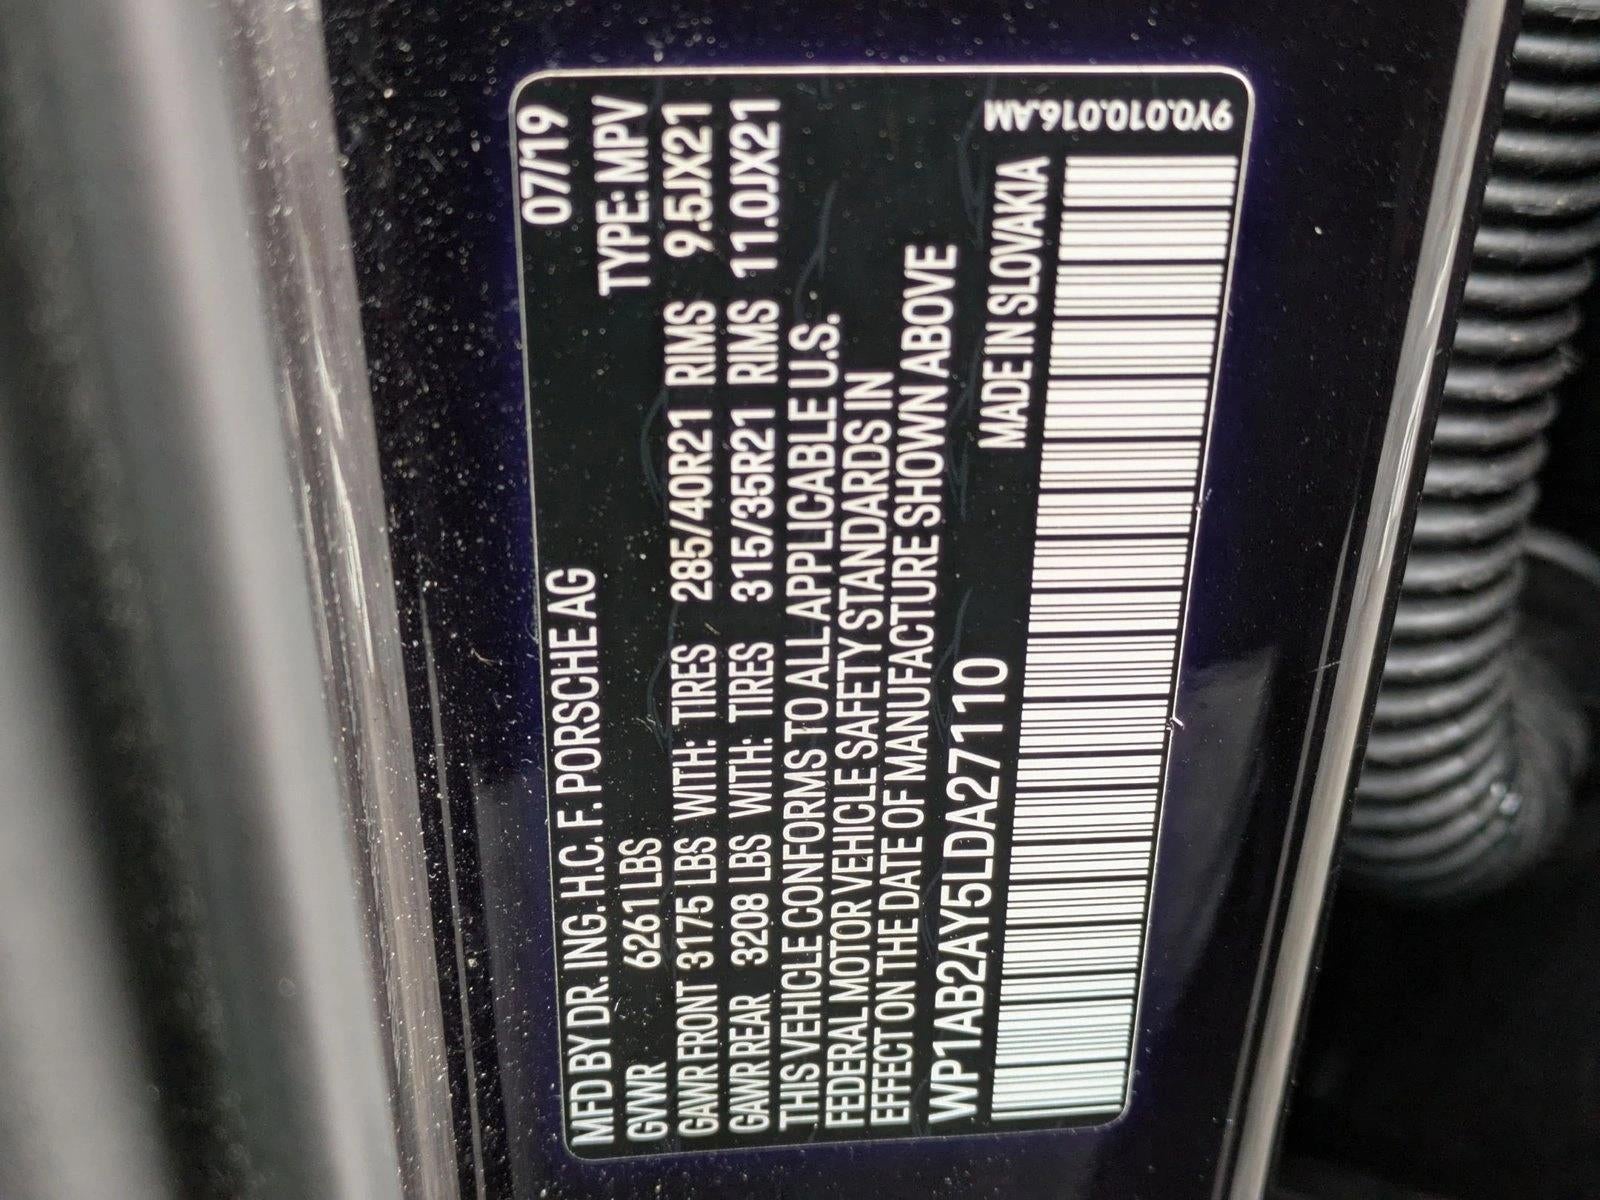 MFD BY DR. ING. H.C. F. PORSCHE AG 07/19
GVWR 6261 LBS TYPE: MPV
GAWR FRONT 3175 LBS WITH: TIRES 285/40R21 RIMS 9.5JX21
GAWR REAR 3208 LBS WITH: TIRES 315/35R21 RIMS 11.0JX21
THIS VEHICLE CONFORMS TO ALL APPLICABLE U.S.
FEDERAL MOTOR VEHICLE SAFETY STANDARDS IN
EFFECT ON THE DATE OF MANUFACTURE SHOWN ABOVE
WP1AB2AY5LDA27110
MADE IN SLOVAKIA
9Y0.010.016.AM